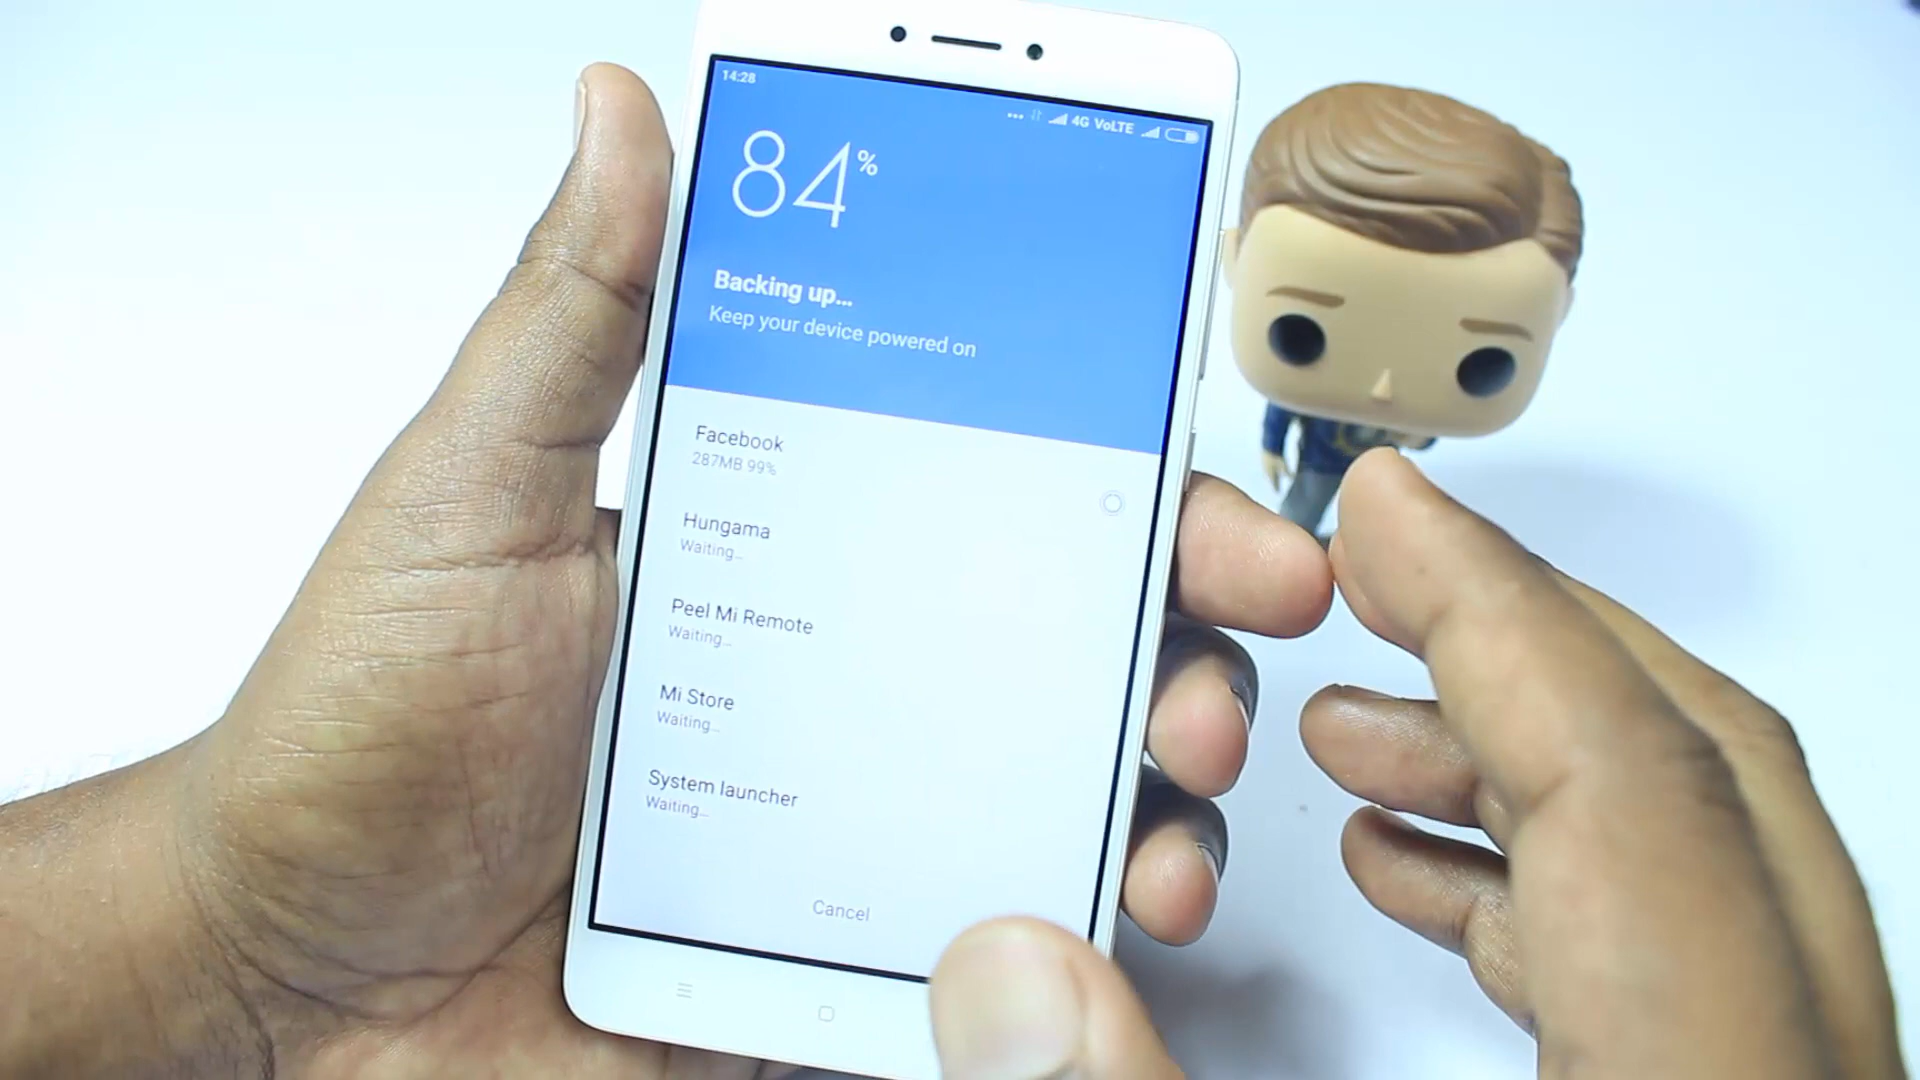 14:28
4G VoLTE
84%
Backing up...
Keep your device powered on
Facebook
287MB 99%
Hungama
Waiting...
Peel Mi Remote
Waiting...
Mi Store
Waiting...
System launcher
Waiting...
Cancel